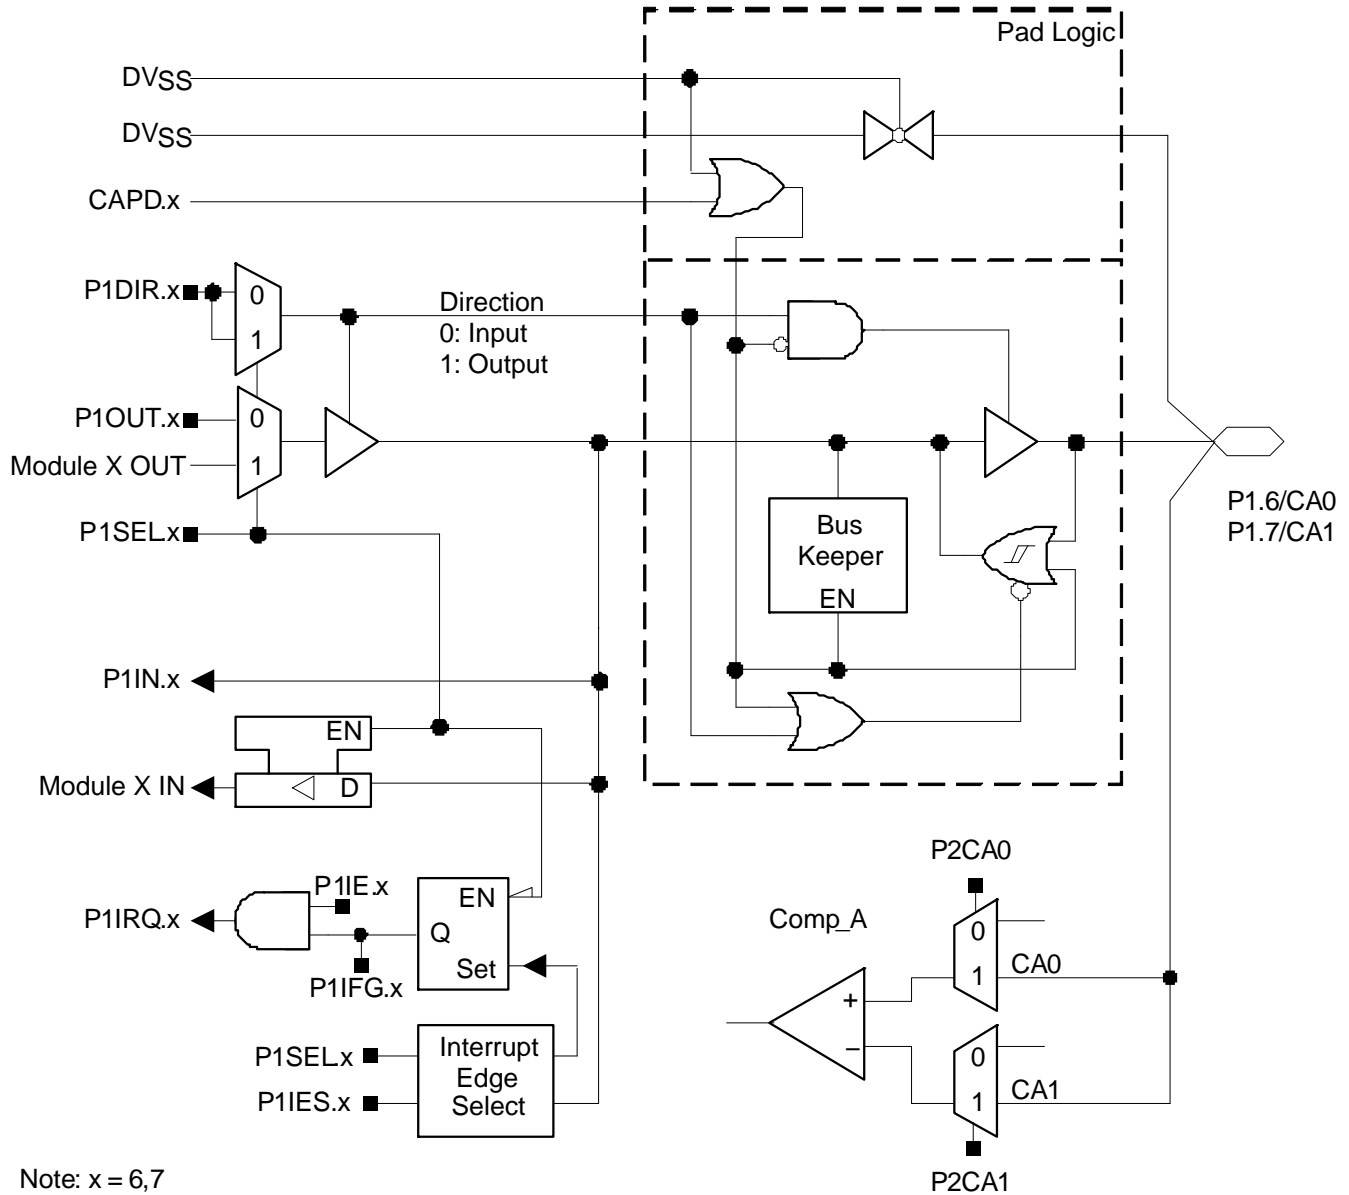 Pad Logic
DVSS
DVSS
CAPD.x
P1DIR.x
0
1
Direction
0: Input
1: Output
P1OUT.x
0
Module X OUT
1
P1SEL.x
P1.6/CA0
P1.7/CA1
Bus
Keeper
EN
P1IN.x
EN
Module X IN
D
P1IRQ.x
P1IE.x
P1IFG.x
EN
Q
Set
P1SEL.x
P1IES.x
Interrupt
Edge
Select
P2CA0
Comp_A
0
1
CA0
+
−
0
1
CA1
P2CA1
Note: x = 6,7